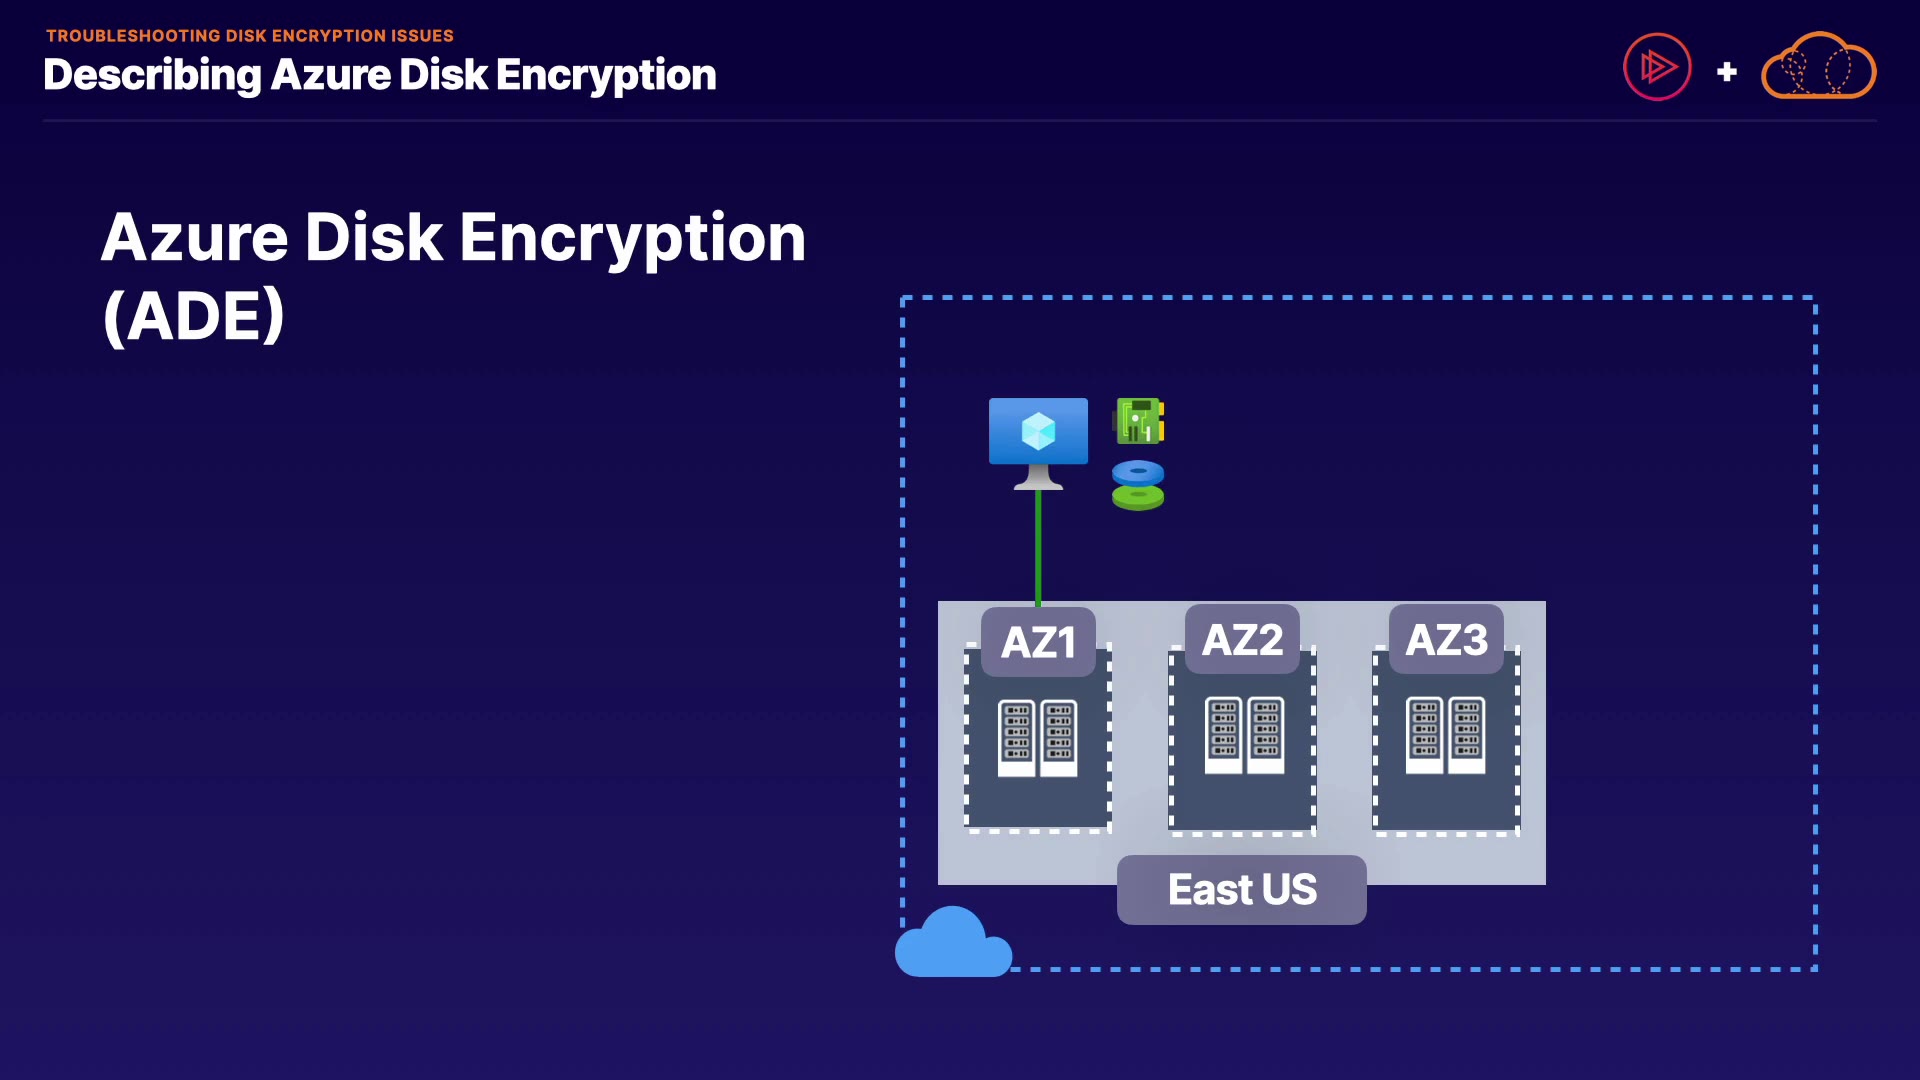 TROUBLESHOOTING DISK ENCRYPTION ISSUES
Describing Azure Disk Encryption
Azure Disk Encryption
(ADE)
AZ1
AZ2
AZ3
East US